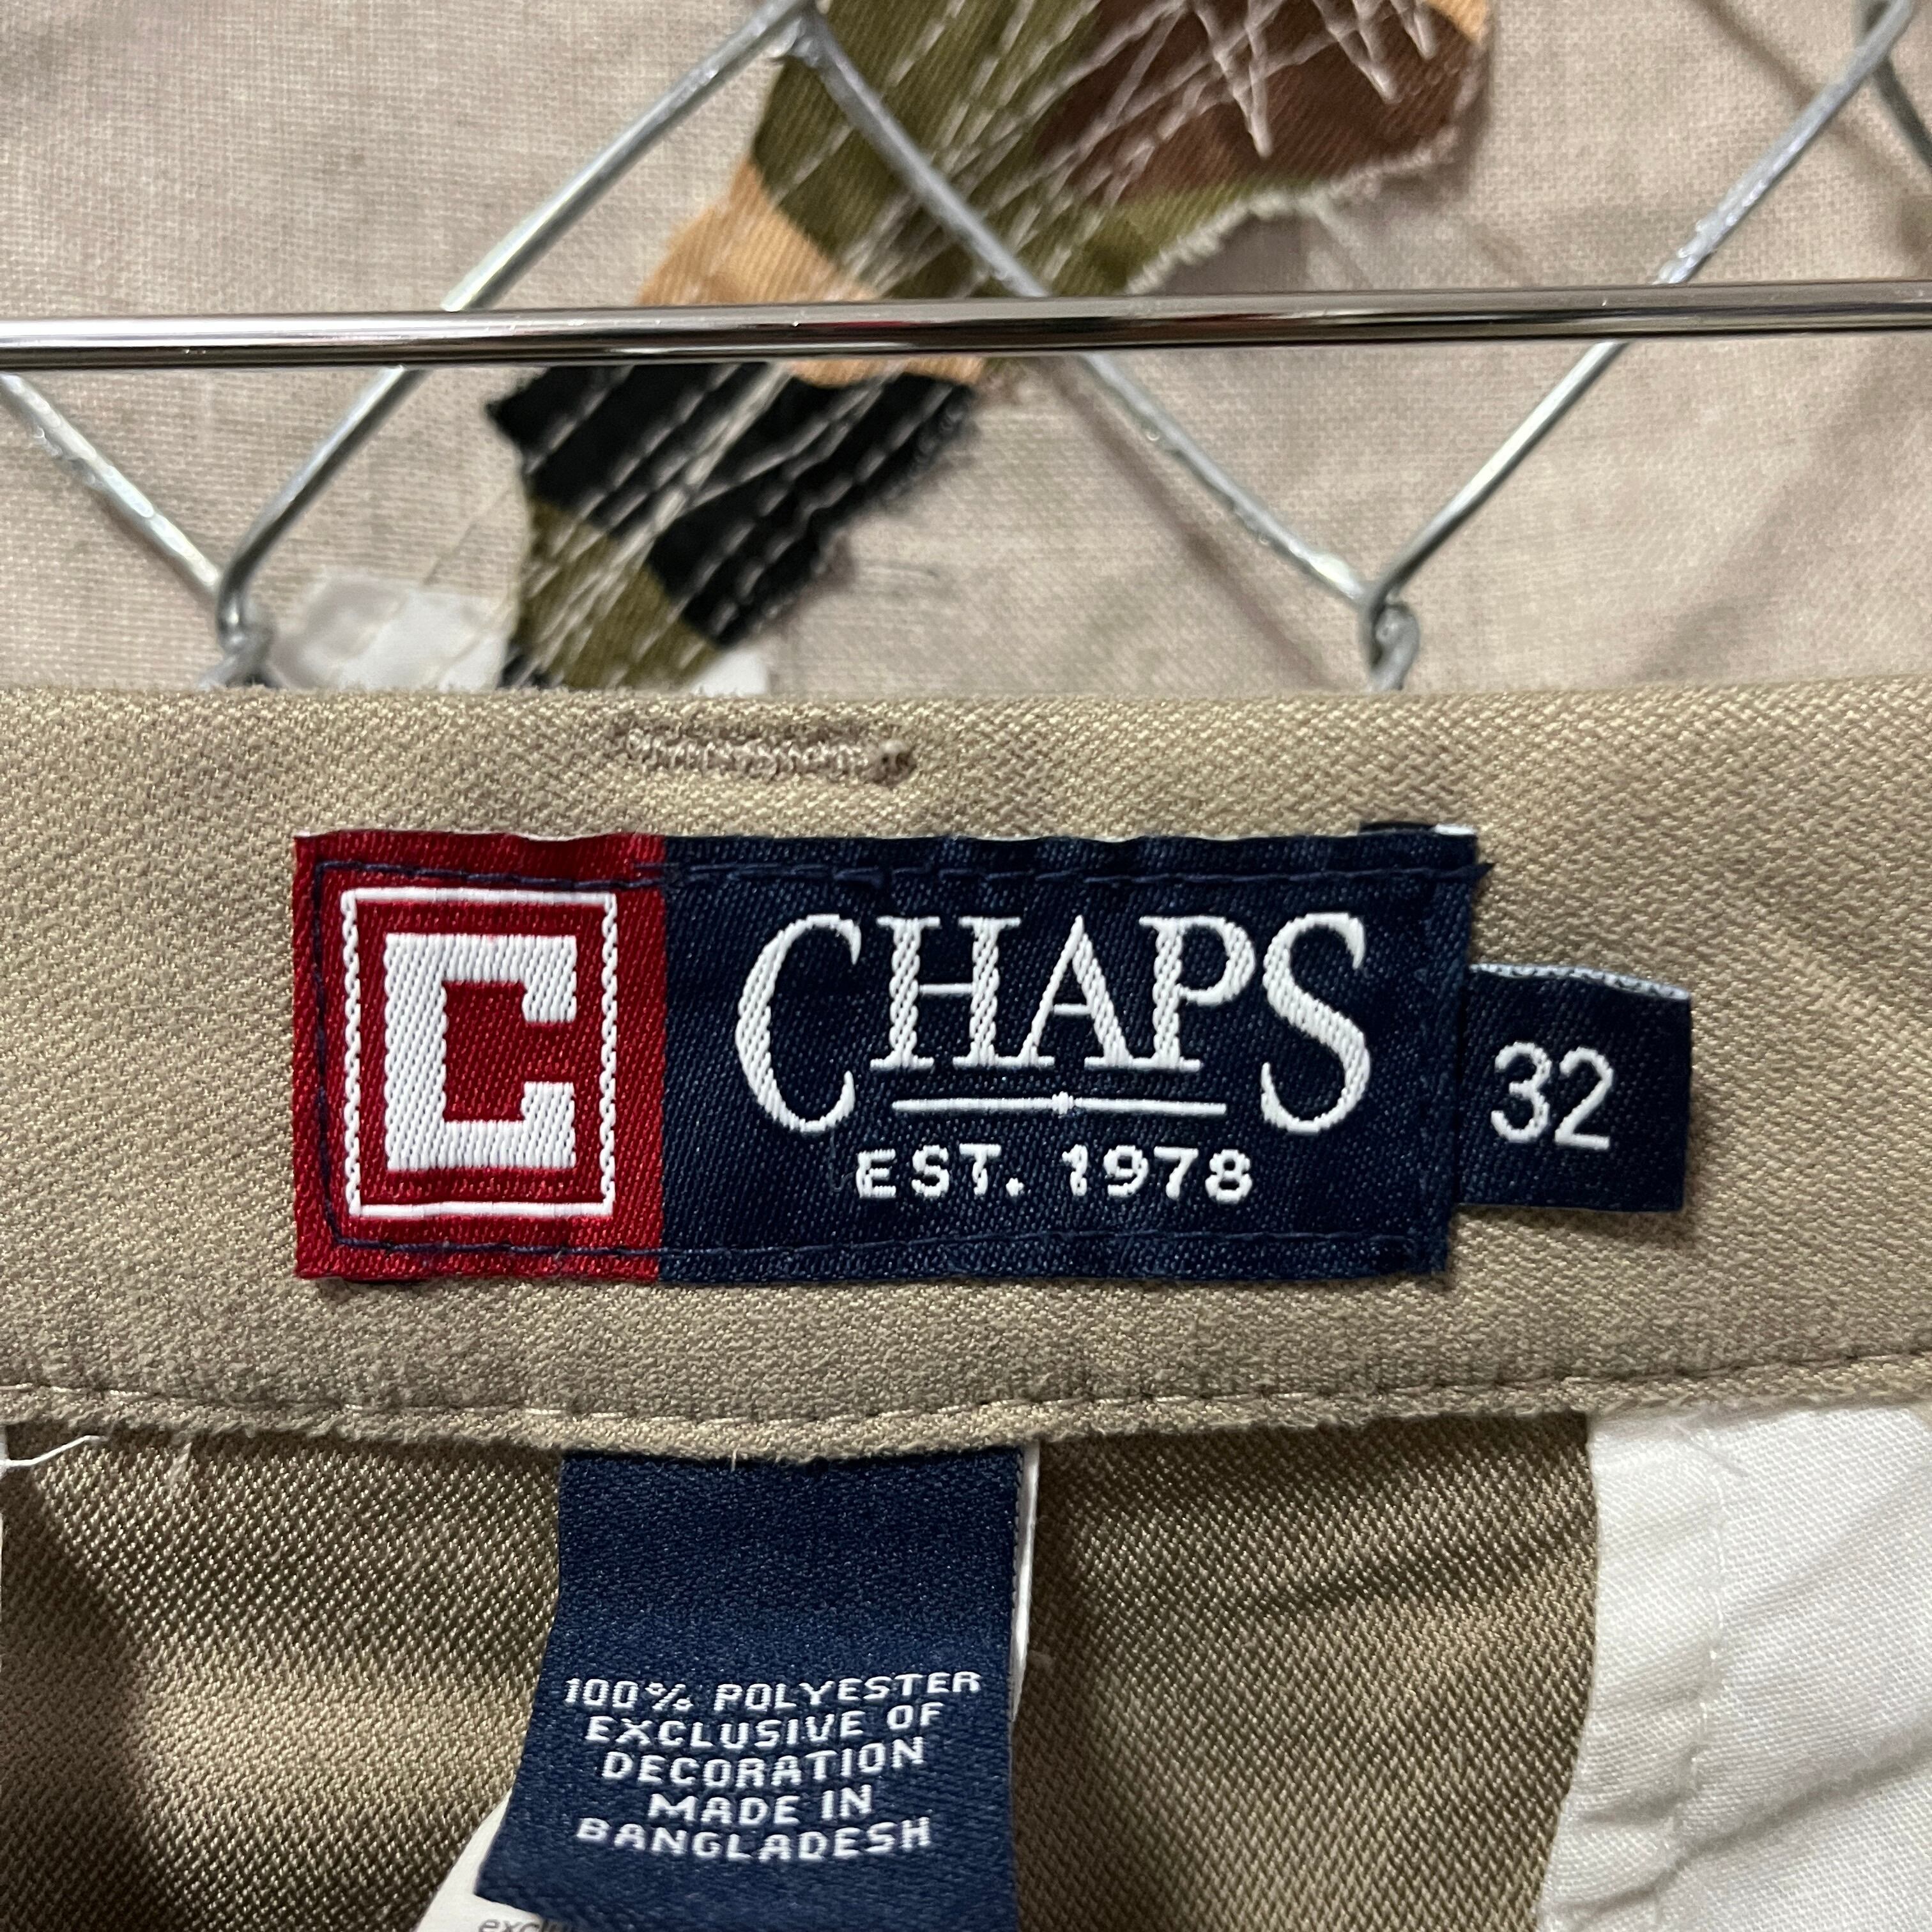 C
CHAPS
EST. 1978
32
100% POLYESTER
EXCLUSIVE OF
DECORATION
MADE IN
BANGLADESH